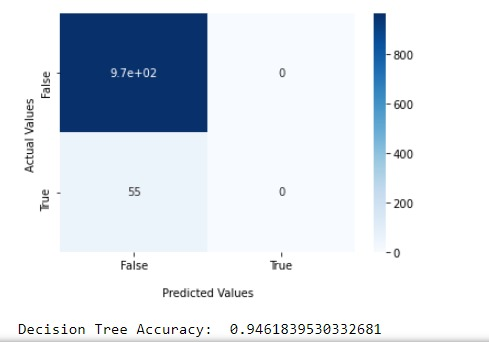 9.7e+02
0
55
0
False
True
Actual Values
False
True
Predicted Values
800
600
400
200
0
Decision Tree Accuracy: 0.9461839530332681